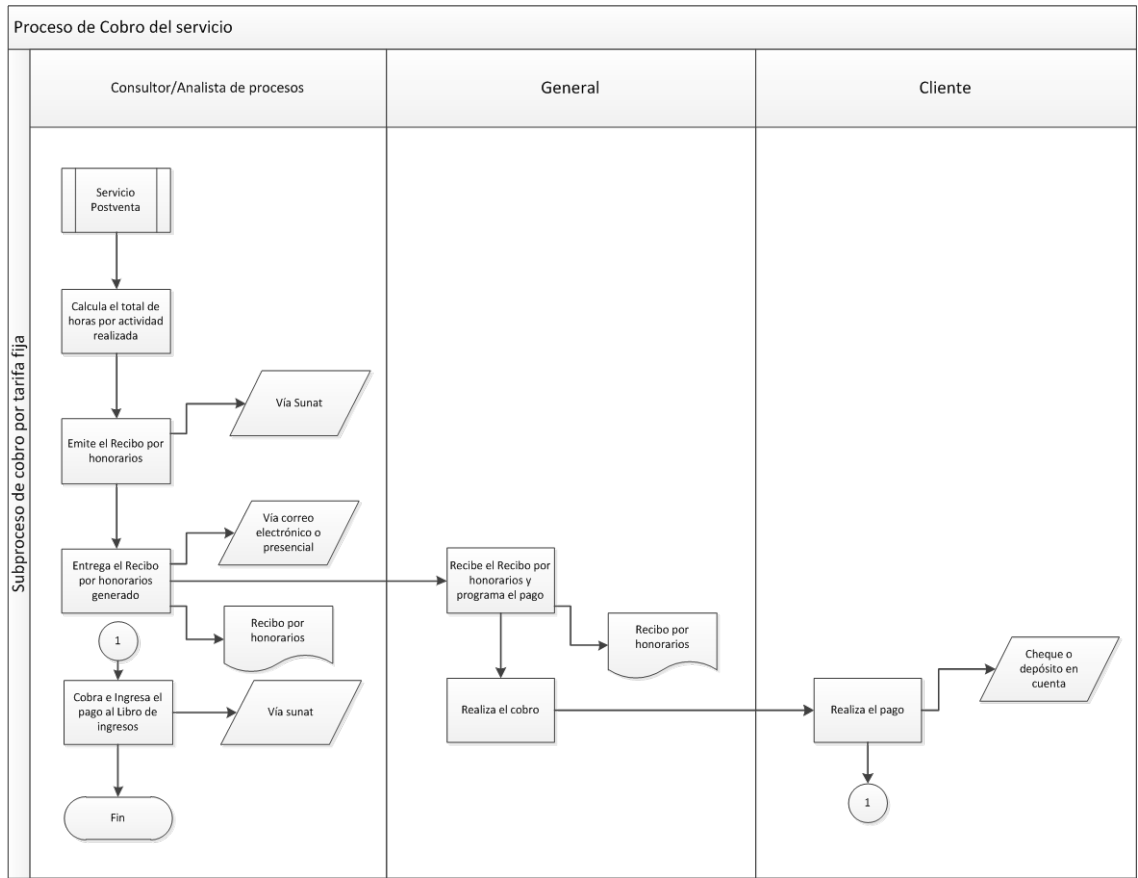 Proceso de Cobro del servicio
Subproceso de cobro por tarifa fija
Consultor/Analista de procesos
General
Cliente
Servicio
Postventa
Calcula el total de
horas por actividad
realizada
Vía Sunat
Emite el Recibo por
honorarios
Vía correo
electrónico o
presencial
Entrega el Recibo
por honorarios
generado
Recibo por
honorarios
1
Cobra e Ingresa el
pago al Libro de
ingresos
Vía sunat
Fin
Recibe el Recibo por
honorarios y
programa el pago
Recibo por
honorarios
Realiza el cobro
Cheque o
depósito en
cuenta
Realiza el pago
1